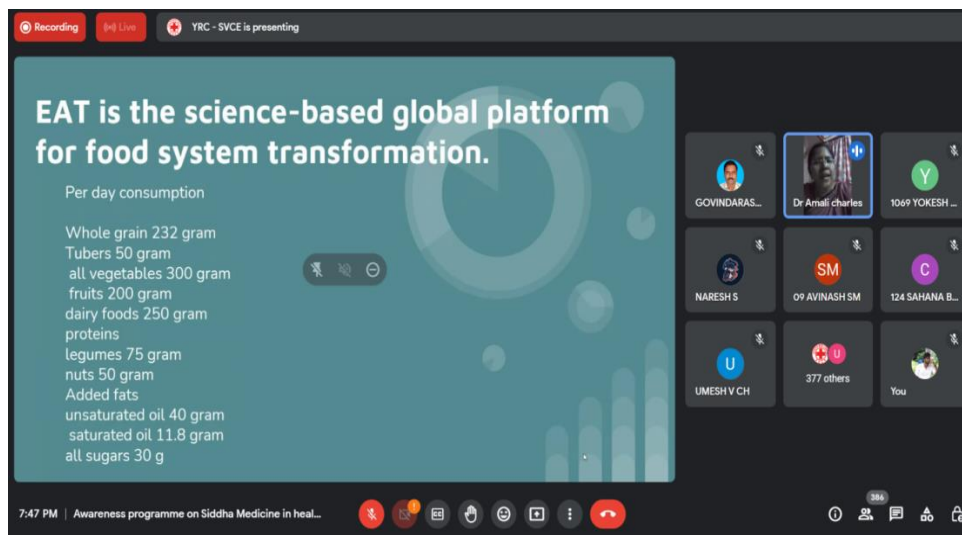 Recording
Live
YRC - SVCE is presenting
EAT is the science-based global platform
for food system transformation.
Per day consumption
Whole grain 232 gram
Tubers 50 gram
all vegetables 300 gram
fruits 200 gram
dairy foods 250 gram
proteins
legumes 75 gram
nuts 50 gram
Added fats
unsaturated oil 40 gram
saturated oil 11.8 gram
all sugars 30 g
GOVINDARAS...
Dr Amali charles
Y
1069 YOKESH ...
NARESH S
SM
09 AVINASH SM
C
124 SAHANA B...
U
UMESH V CH
U
377 others
You
7:47 PM | Awareness programme on Siddha Medicine in heal...
386